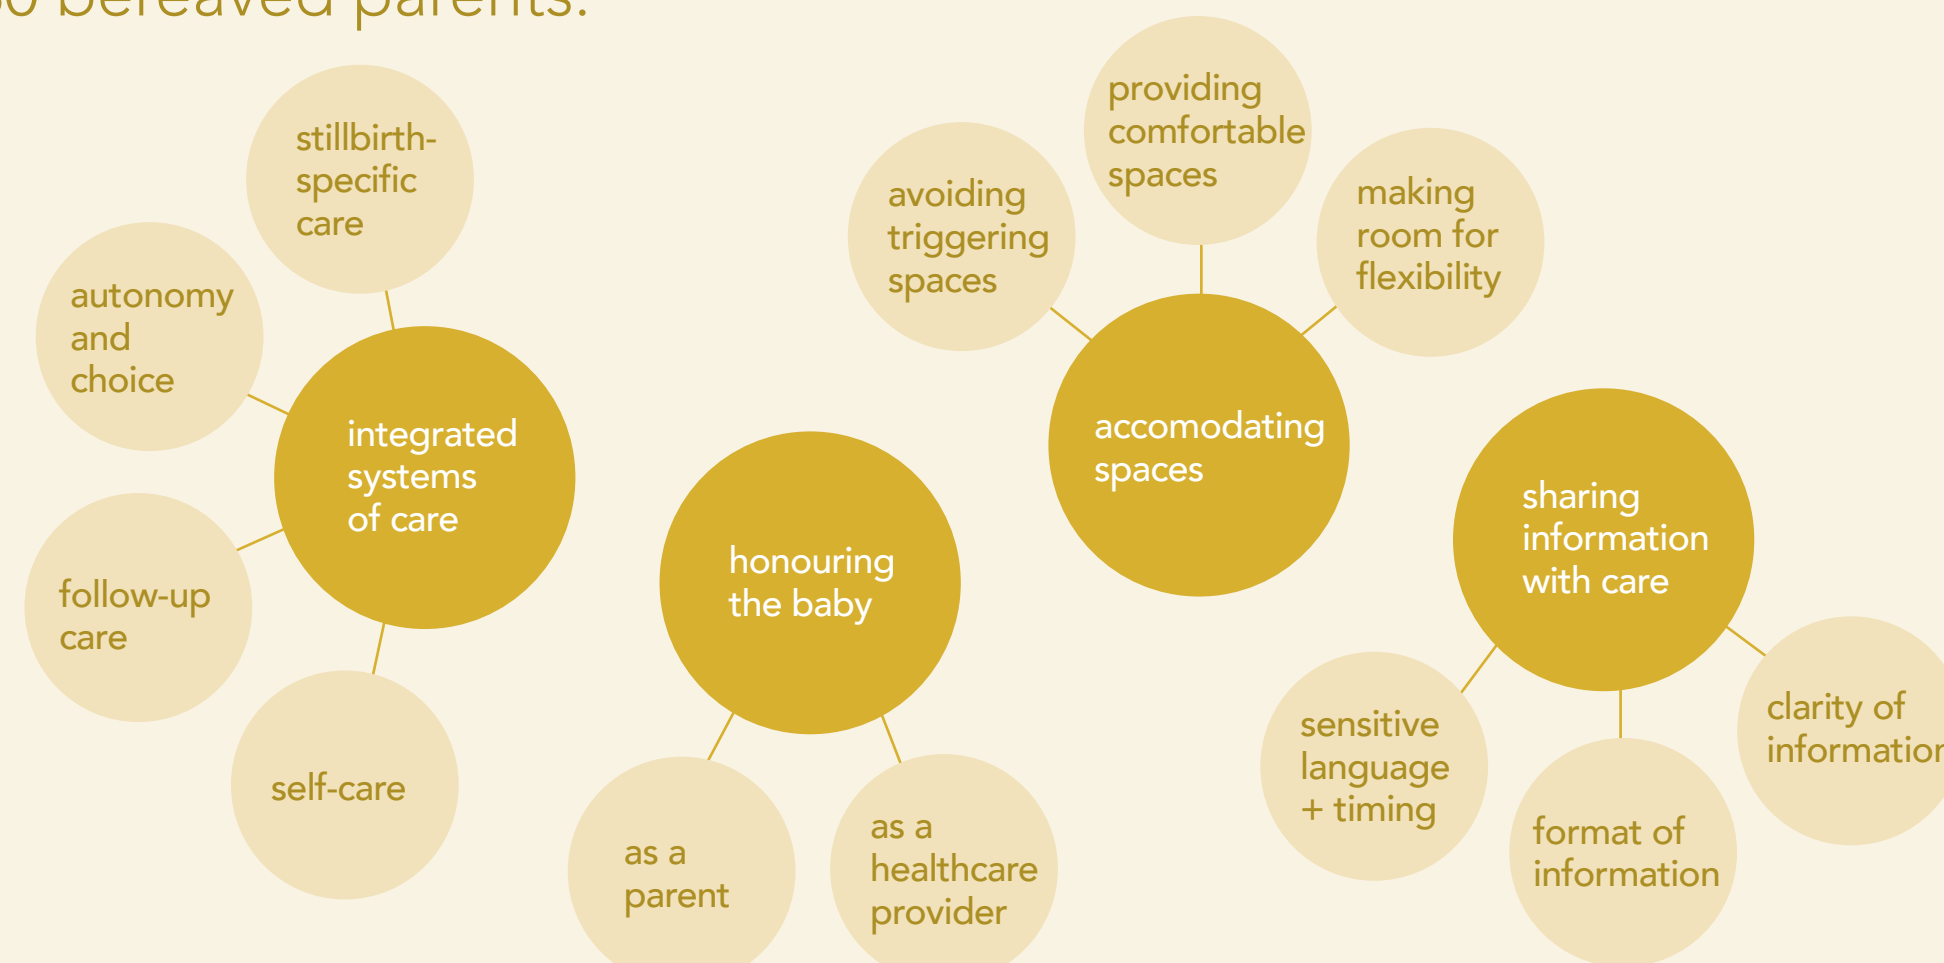 bereaved parents.
stillbirth-
specific
care
autonomy
and
choice
integrated
systems
of care
follow-up
care
self-care
honouring
the baby
as a
parent
as a
healthcare
provider
providing
comfortable
spaces
avoiding
triggering
spaces
making
room for
flexibility
accomodating
spaces
sharing
information
with care
sensitive
language
+ timing
format of
information
clarity of
information